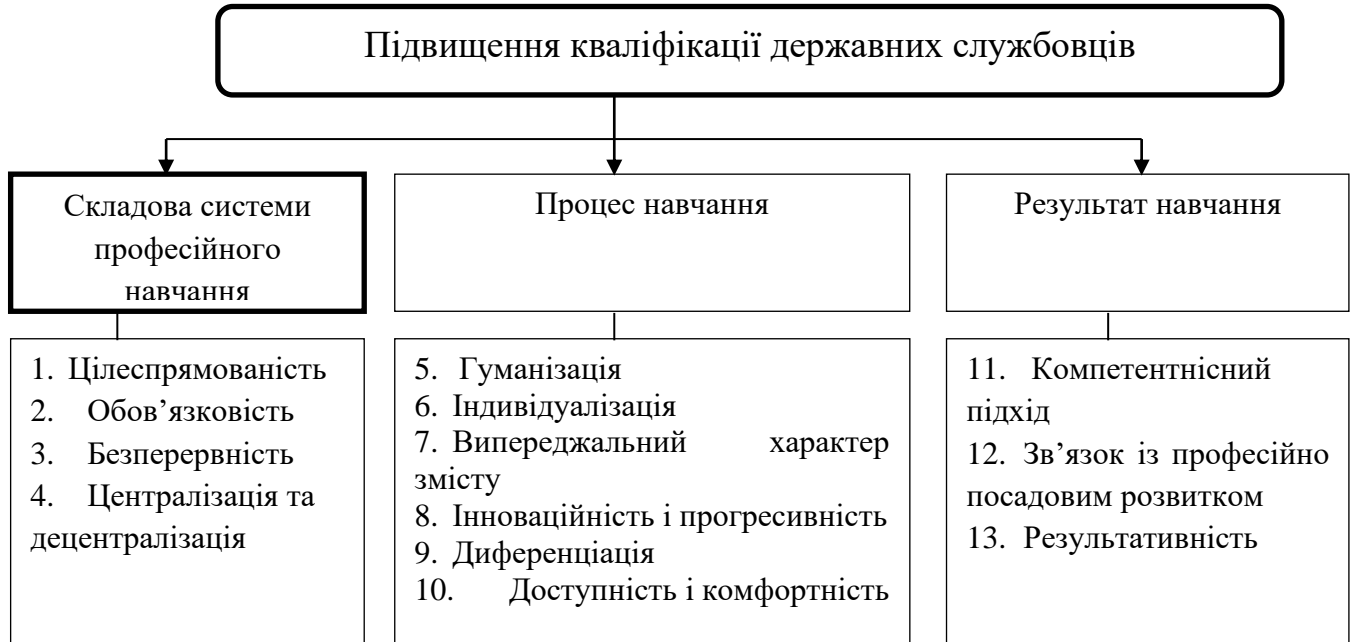 Підвищення кваліфікації державних службовців
Складова системи
професійного
навчання
Процес навчання
Результат навчання
1. Цілеспрямованість
2. Обов’язковість
3. Безперервність
4. Централізація та
децентралізація
5. Гуманізація
6. Індивідуалізація
7. Випереджальний характер
змісту
8. Інноваційність і прогресивність
9. Диференціація
10. Доступність і комфортність
11. Компетентнісний
підхід
12. Зв’язок із професійно
посадовим розвитком
13. Результативність